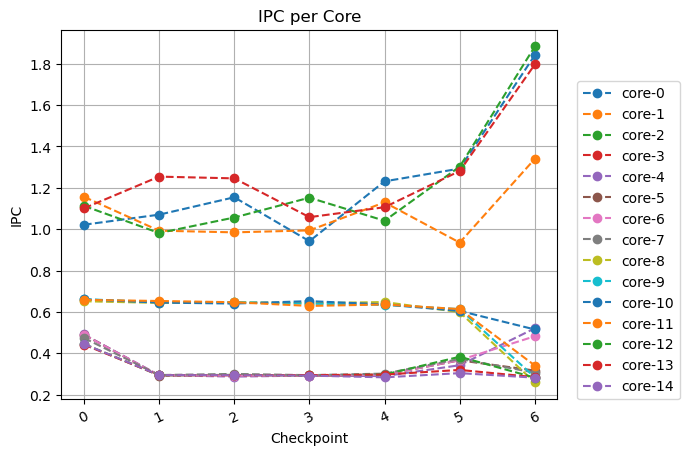 IPC per Core
IPC
1.8
1.6
1.4
1.2
1.0
0.8
0.6
0.4
0.2
0
1
2
3
4
5
6
Checkpoint
core-0
core-1
core-2
core-3
core-4
core-5
core-6
core-7
core-8
core-9
core-10
core-11
core-12
core-13
core-14